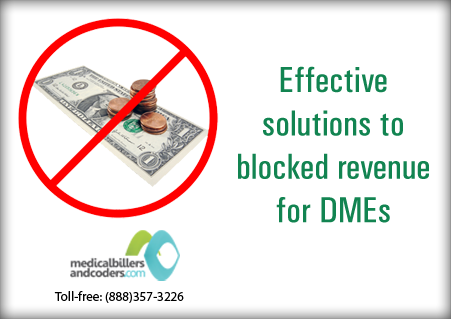 Effective
solutions to
blocked revenue
for DMEs
medicalbillers
andcoders.com
Toll-free: (888)357-3226